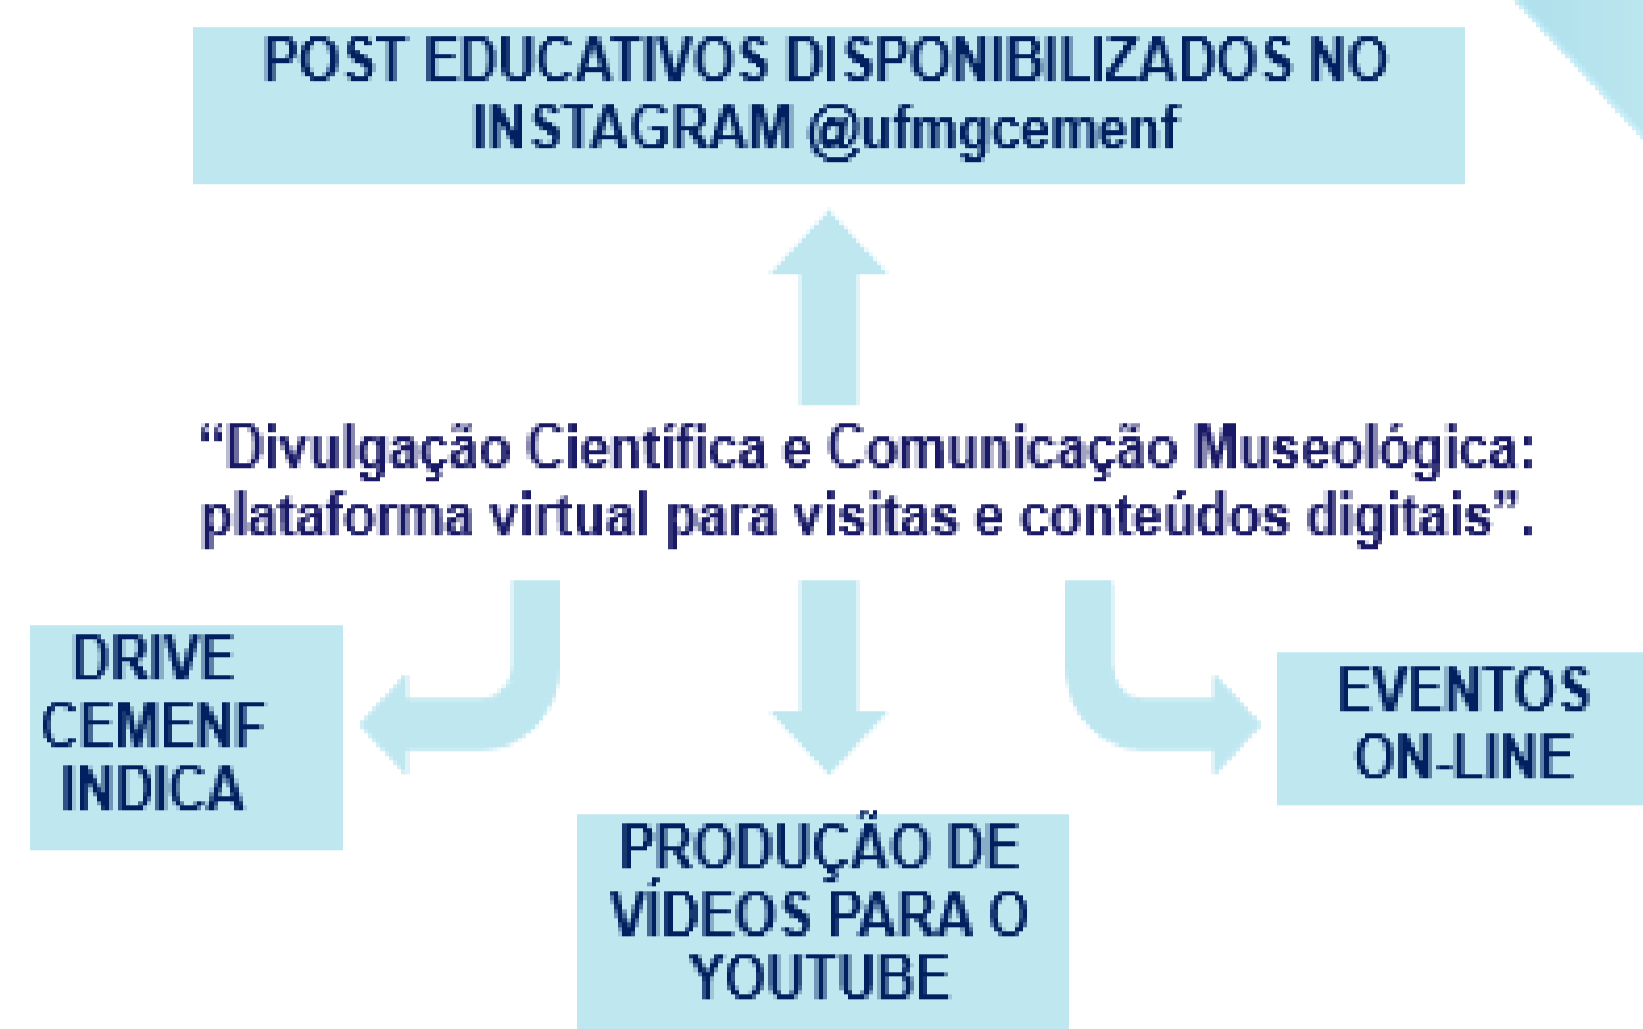 POST EDUCATIVOS DISPONIBILIZADOS NO
INSTAGRAM @ufmgcemenf
“Divulgação Científica e Comunicação Museológica:
plataforma virtual para visitas e conteúdos digitais”.
DRIVE
CEMENF
INDICA
EVENTOS
ON-LINE
PRODUÇÃO DE
VÍDEOS PARA O
YOUTUBE